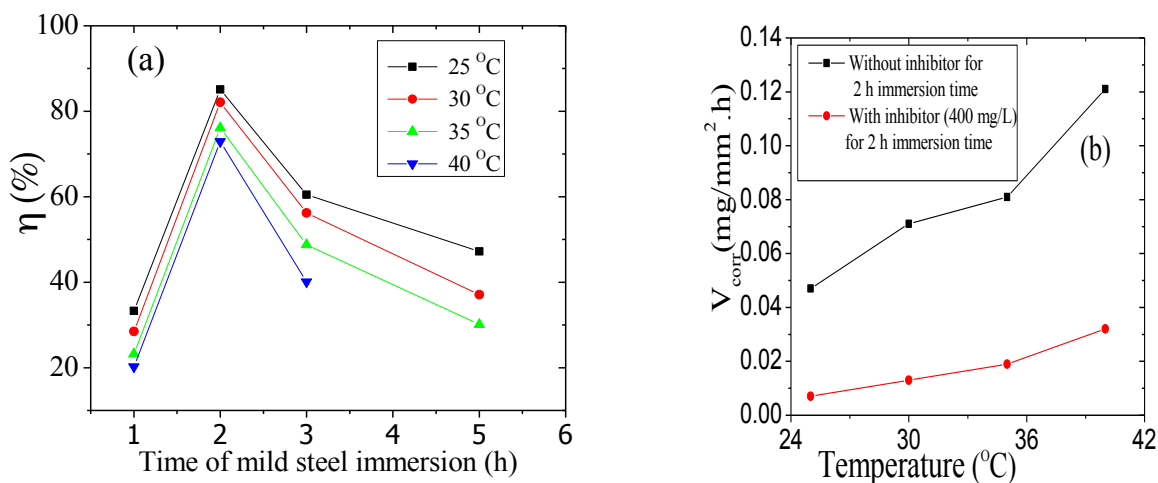 100
80
60
40
20
η (%)
(a)
25 °C
30 °C
35 °C
40 °C
1 2 3 4 5 6
Time of mild steel immersion (h)
0.14
0.12
0.10
0.08
0.06
0.04
0.02
0.00
V_corr(mg/mm².h)
Without inhibitor for
2 h immersion time
With inhibitor (400 mg/L)
for 2 h immersion time
(b)
24 30 36 42
Temperature (°C)